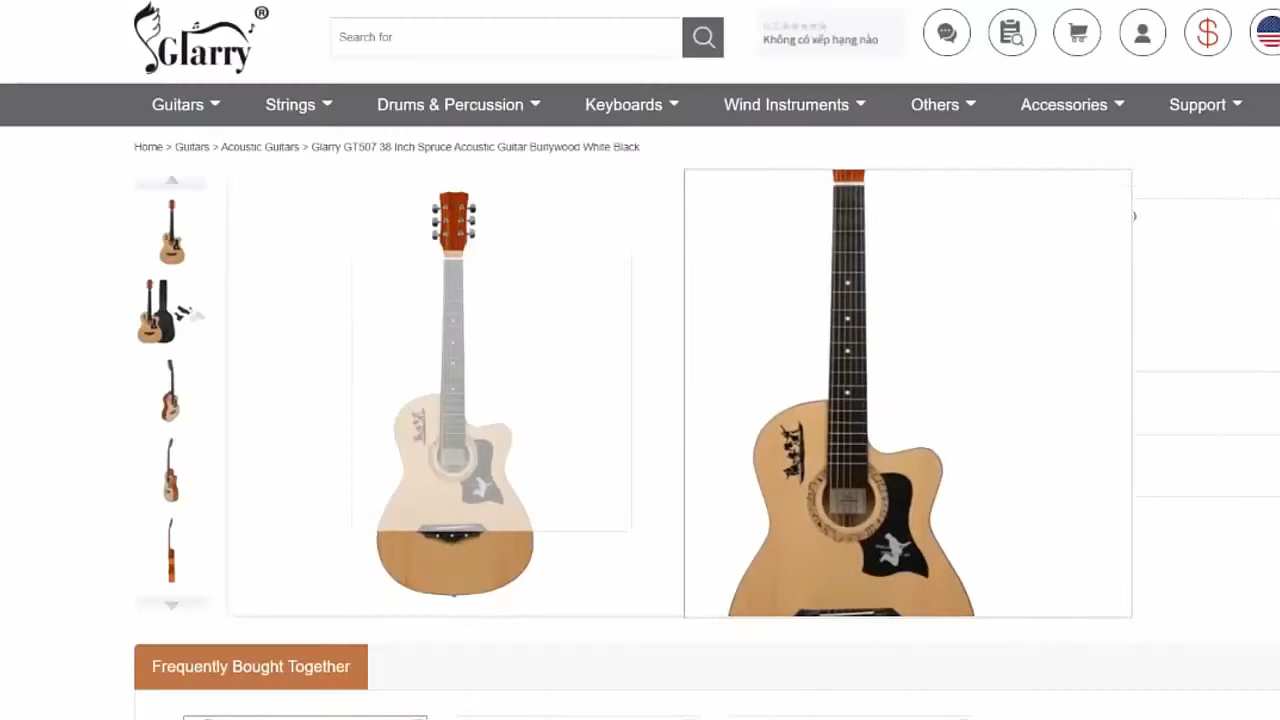 Glarry®
Search for
Không có xếp hạng nào
Guitars
Strings
Drums & Percussion
Keyboards
Wind Instruments
Others
Accessories
Support
Home > Guitars > Acoustic Guitars > Glarry GT507 38 Inch Spruce Acoustic Guitar Burlywood White Black
Frequently Bought Together